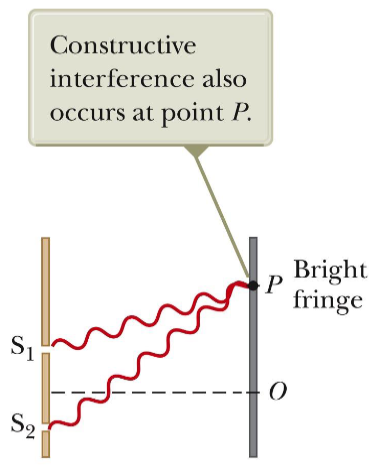 Constructive
interference also
occurs at point P.
P
Bright
fringe
S1
O
S2